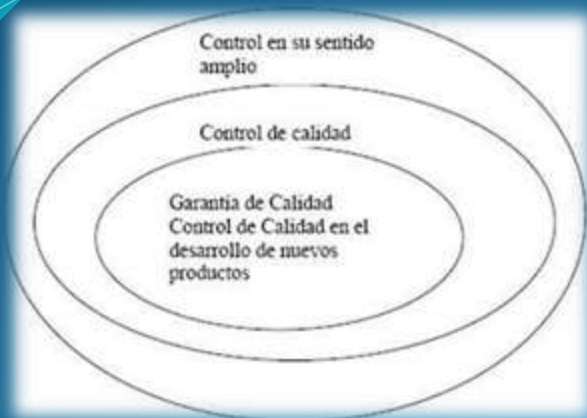 Control en su sentido
amplio
Control de calidad
Garantia de Calidad
Control de Calidad en el
desarrollo de nuevos
productos